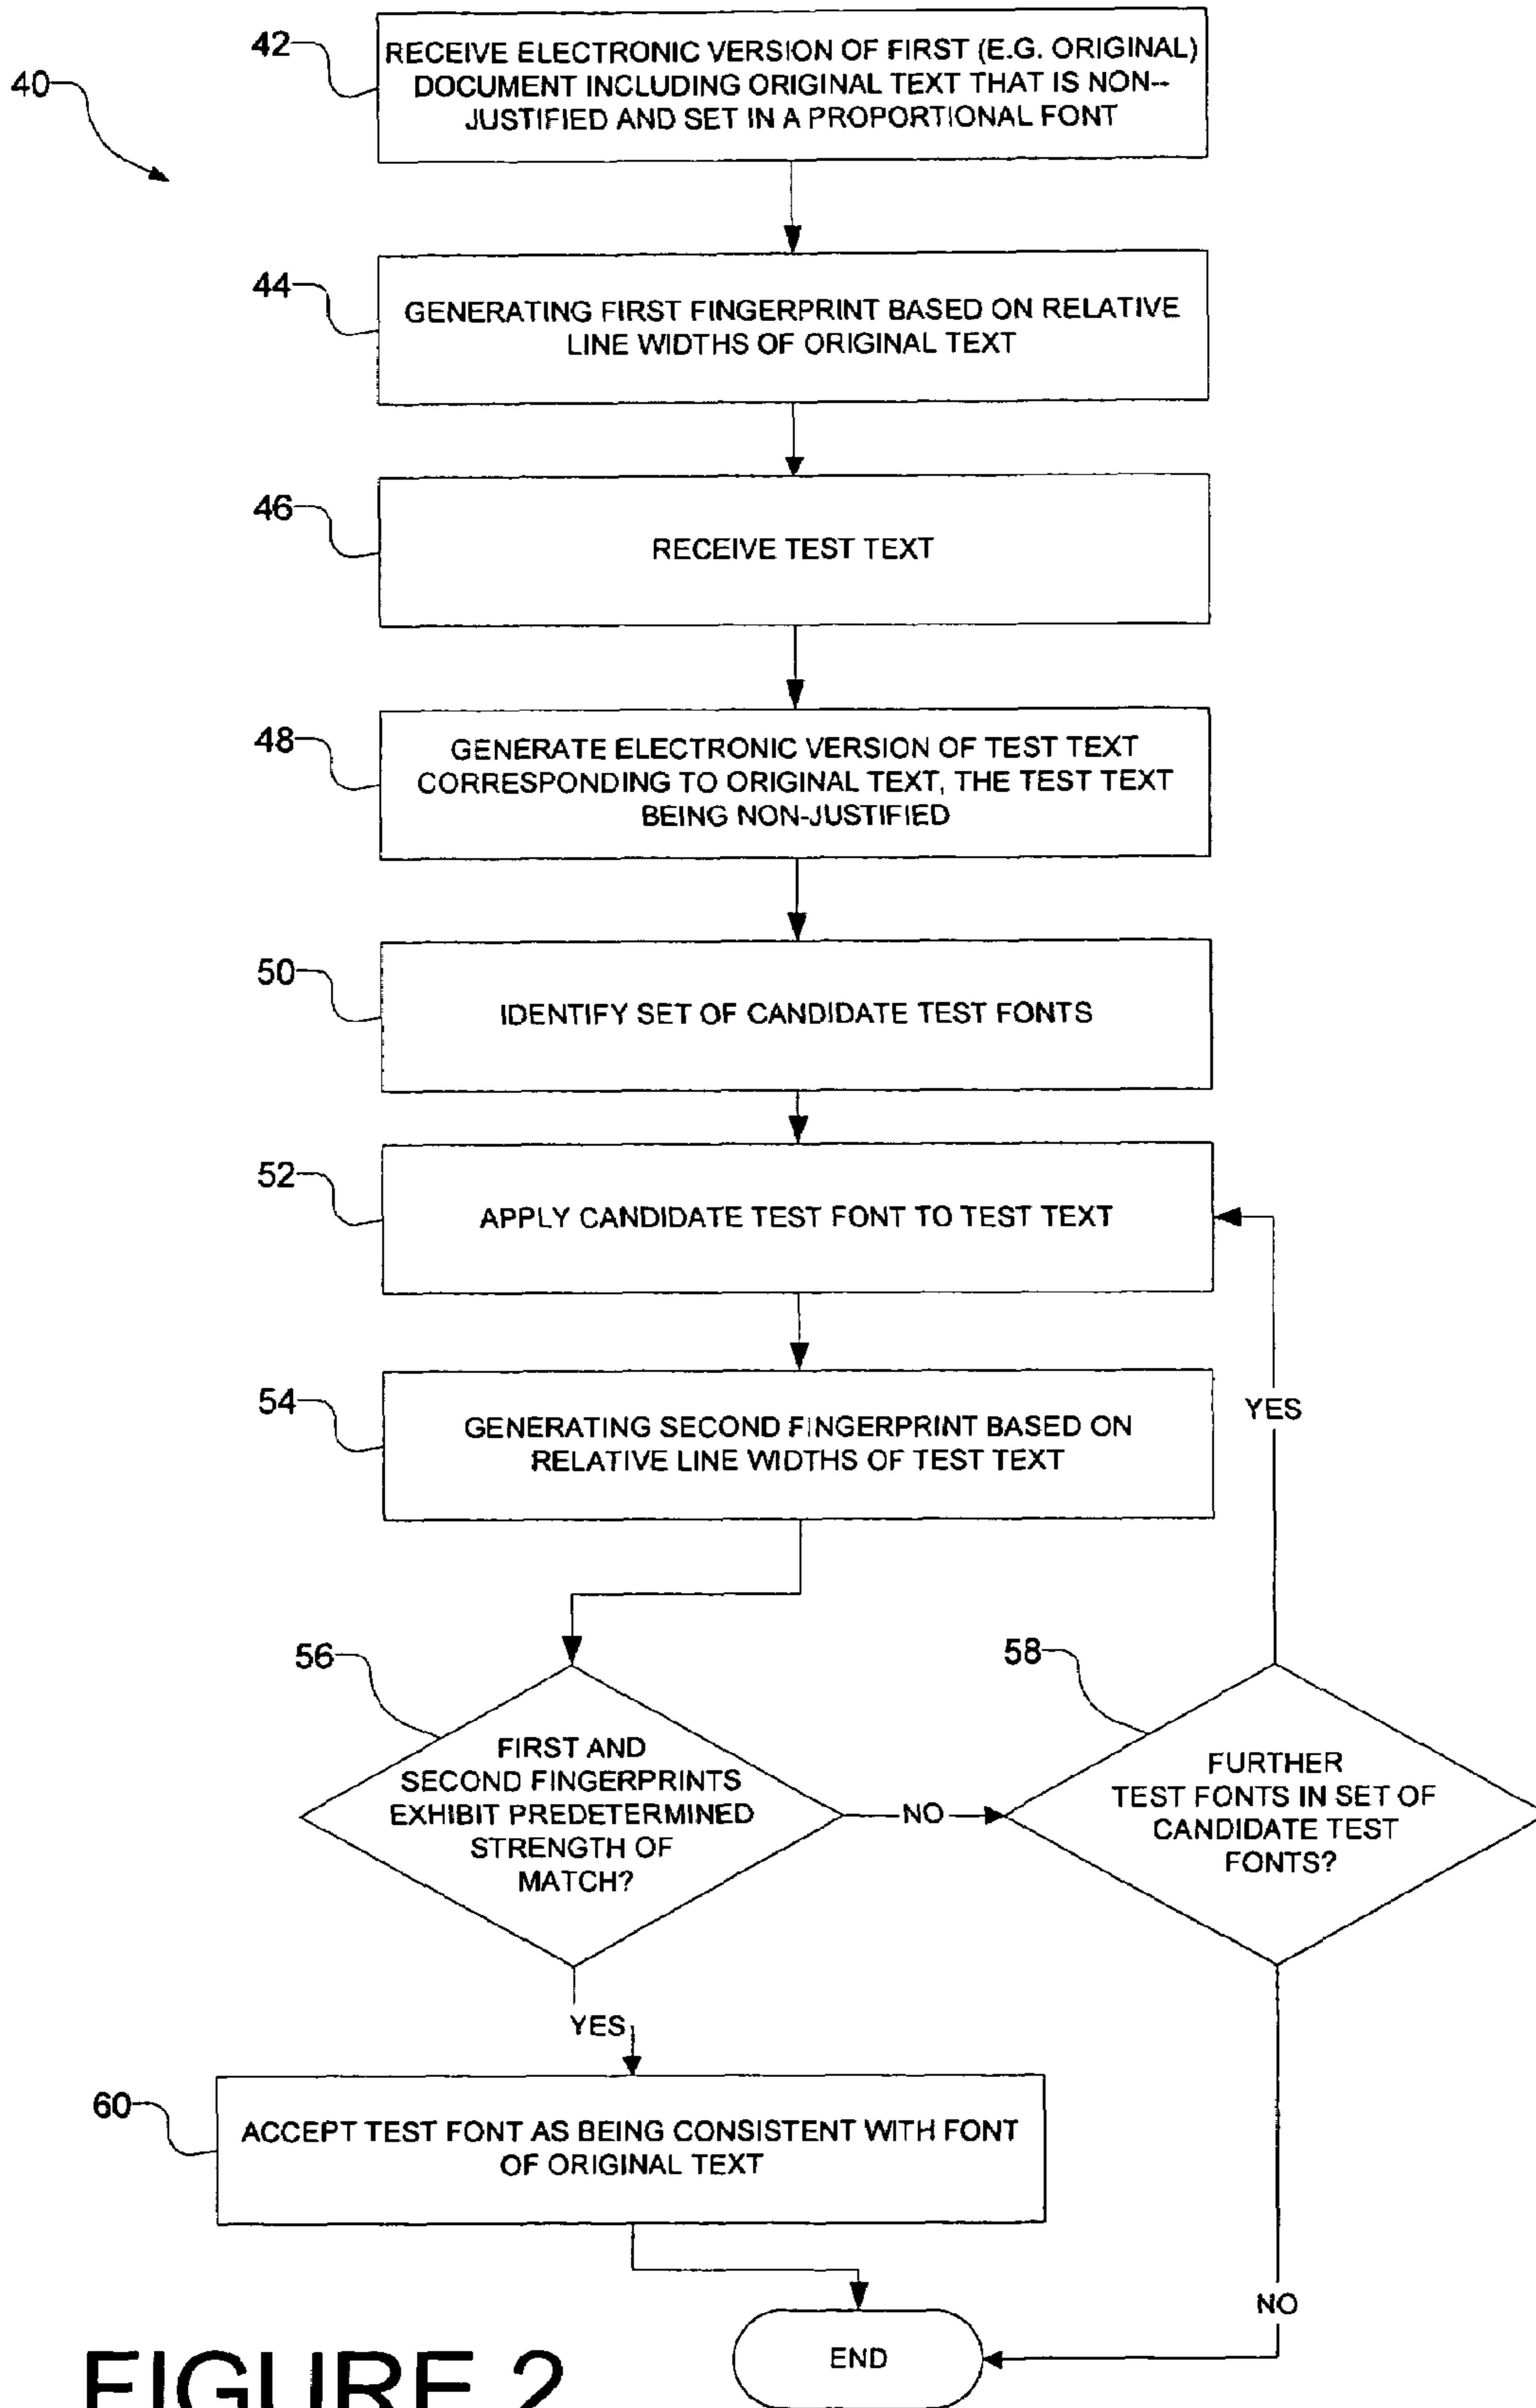 40
42
RECEIVE ELECTRONIC VERSION OF FIRST (E.G. ORIGINAL)
DOCUMENT INCLUDING ORIGINAL TEXT THAT IS NON--
JUSTIFIED AND SET IN A PROPORTIONAL FONT
44
GENERATING FIRST FINGERPRINT BASED ON RELATIVE
LINE WIDTHS OF ORIGINAL TEXT
46
RECEIVE TEST TEXT
48
GENERATE ELECTRONIC VERSION OF TEST TEXT
CORRESPONDING TO ORIGINAL TEXT, THE TEST TEXT
BEING NON-JUSTIFIED
50
IDENTIFY SET OF CANDIDATE TEST FONTS
52
APPLY CANDIDATE TEST FONT TO TEST TEXT
54
GENERATING SECOND FINGERPRINT BASED ON
RELATIVE LINE WIDTHS OF TEST TEXT
YES
56
FIRST AND
SECOND FINGERPRINTS
EXHIBIT PREDETERMINED
STRENGTH OF
MATCH?
NO
58
FURTHER
TEST FONTS IN SET OF
CANDIDATE TEST
FONTS?
YES
60
ACCEPT TEST FONT AS BEING CONSISTENT WITH FONT
OF ORIGINAL TEXT
NO
END
FIGURE 2